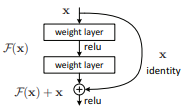 x
weight layer
F(x)
relu
x
weight layer
identity
F(x) + x
relu